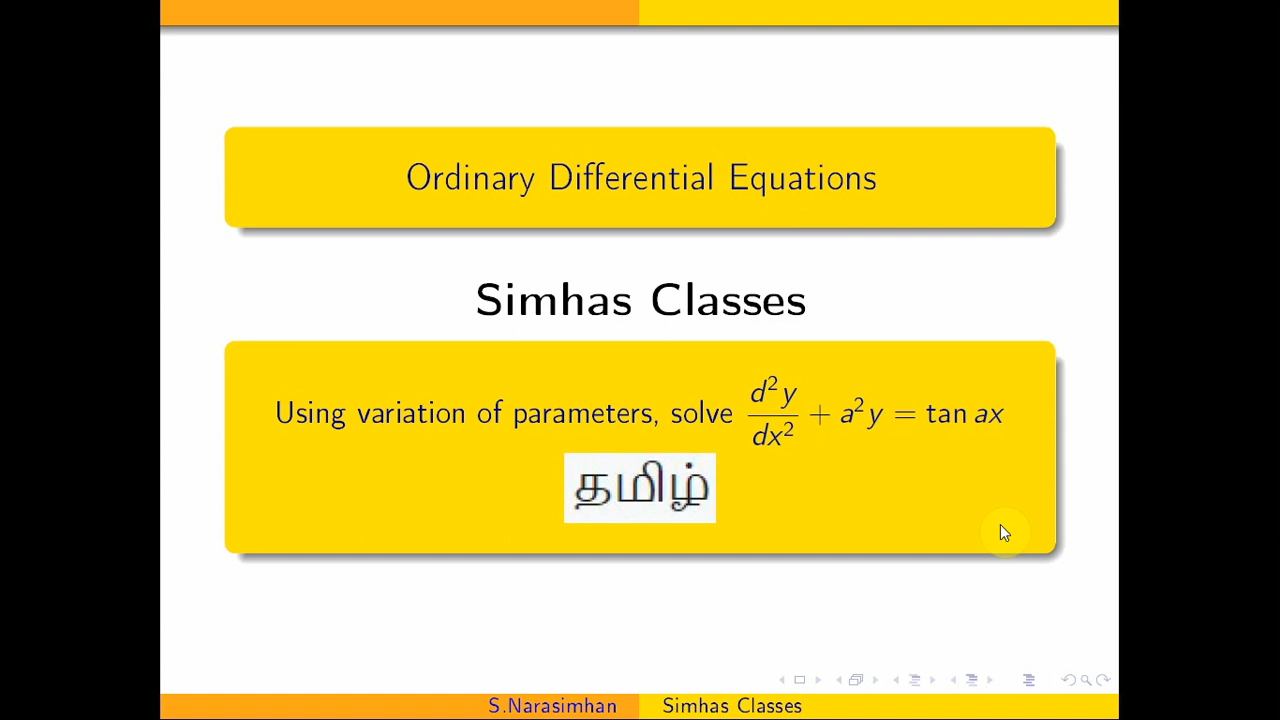 Ordinary Differential Equations
Simhas Classes
Using variation of parameters, solve d²y/dx² + a²y = tan ax
தமிழ்
S.Narasimhan Simhas Classes